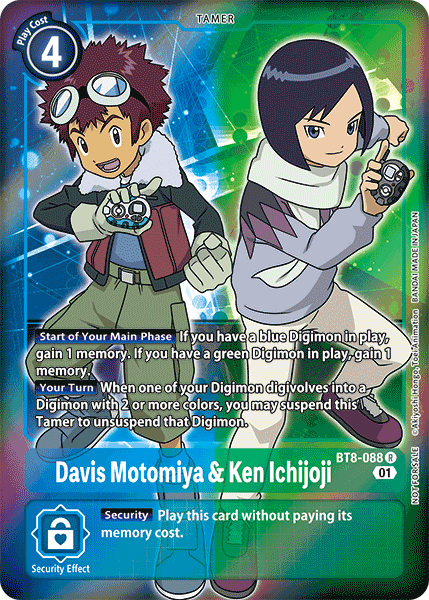 TAMER
Play Cost
4
Start of Your Main Phase If you have a blue Digimon in play,
gain 1 memory. If you have a green Digimon in play, gain 1
memory.
Your Turn When one of your Digimon digivolves into a
Digimon with 2 or more colors, you may suspend this
Tamer to unsuspend that Digimon.
BT8-088 R
Davis Motomiya & Ken Ichijoji
01
Security Play this card without paying its
memory cost.
Security Effect
NOT FOR SALE ©Akiyoshi Hongo, Toei Animation BANDAI MADE IN JAPAN